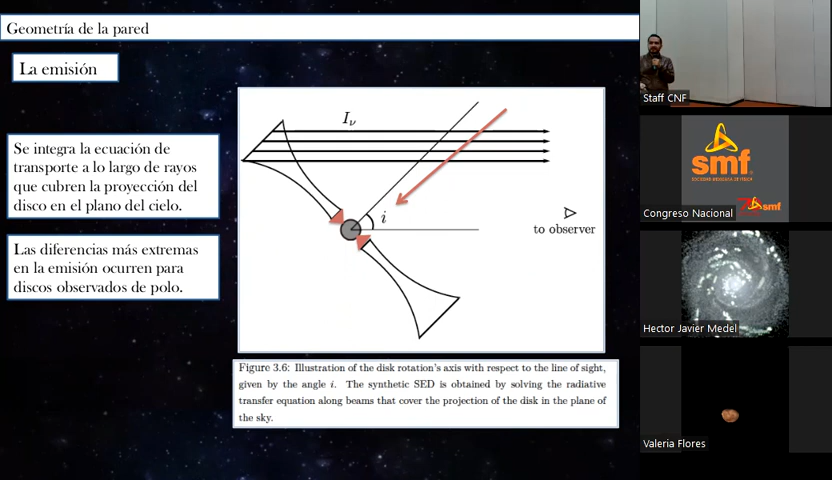 Geometría de la pared
La emisión
Se integra la ecuación de
transporte a lo largo de rayos
que cubren la proyección del
disco en el plano del cielo.
Las diferencias más extremas
en la emisión ocurren para
discos observados de polo.
Iν
i
to observer
Figure 3.6: Illustration of the disk rotation's axis with respect to the line of sight,
given by the angle i. The synthetic SED is obtained by solving the radiative
transfer equation along beams that cover the projection of the disk in the plane of
the sky.
Staff CNF
smf
smf
Congreso Nacional
Hector Javier Medel
Valeria Flores